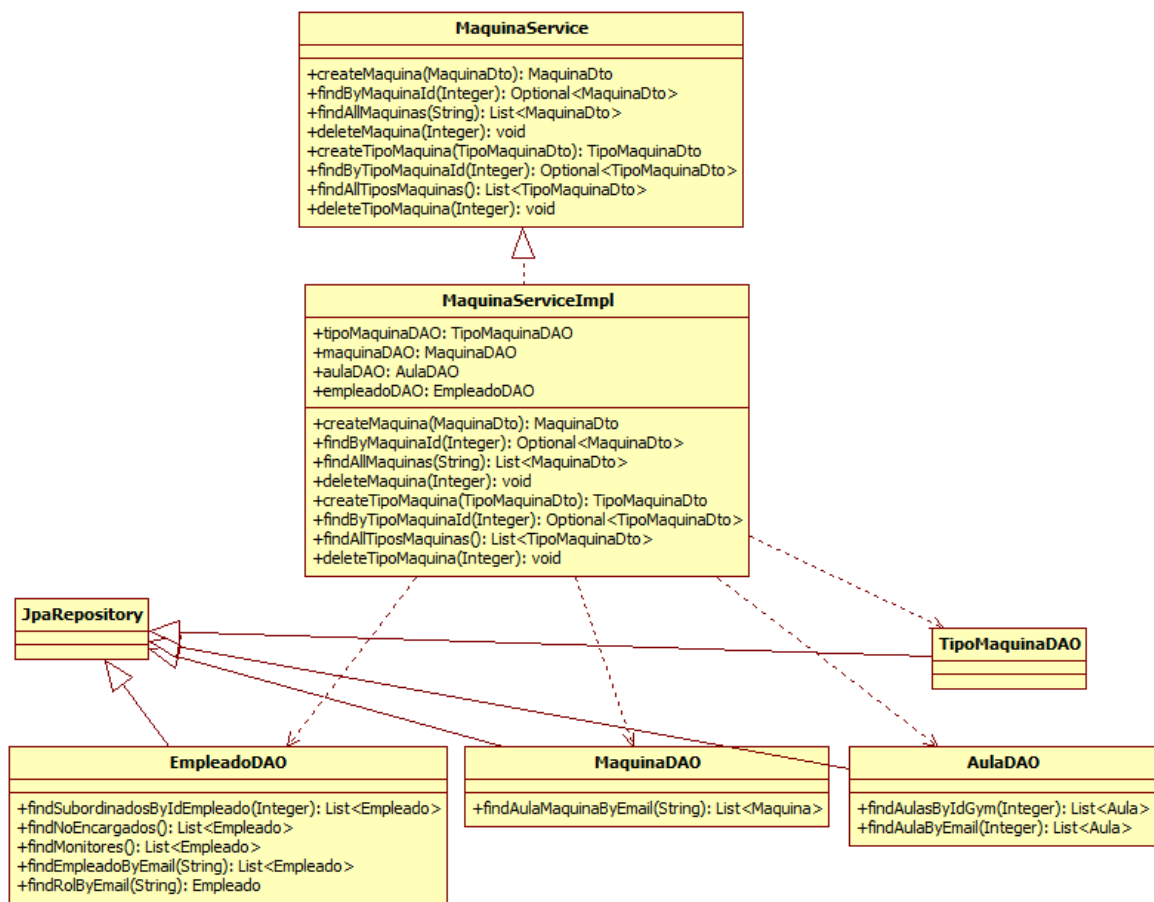 MaquinaService
+createMaquina(MaquinaDto): MaquinaDto
+findByMaquinaId(Integer): Optional<MaquinaDto>
+findAllMaquinas(String): List<MaquinaDto>
+deleteMaquina(Integer): void
+createTipoMaquina(TipoMaquinaDto): TipoMaquinaDto
+findByTipoMaquinaId(Integer): Optional<TipoMaquinaDto>
+findAllTiposMaquinas(): List<TipoMaquinaDto>
+deleteTipoMaquina(Integer): void
MaquinaServiceImpl
+tipoMaquinaDAO: TipoMaquinaDAO
+maquinaDAO: MaquinaDAO
+aulaDAO: AulaDAO
+empleadoDAO: EmpleadoDAO
+createMaquina(MaquinaDto): MaquinaDto
+findByMaquinaId(Integer): Optional<MaquinaDto>
+findAllMaquinas(String): List<MaquinaDto>
+deleteMaquina(Integer): void
+createTipoMaquina(TipoMaquinaDto): TipoMaquinaDto
+findByTipoMaquinaId(Integer): Optional<TipoMaquinaDto>
+findAllTiposMaquinas(): List<TipoMaquinaDto>
+deleteTipoMaquina(Integer): void
JpaRepository
TipoMaquinaDAO
EmpleadoDAO
+findSubordinadosByIdEmpleado(Integer): List<Empleado>
+findNoEncargados(): List<Empleado>
+findMonitores(): List<Empleado>
+findEmpleadoByEmail(String): List<Empleado>
+findRolByEmail(String): Empleado
MaquinaDAO
+findAulaMaquinaByEmail(String): List<Maquina>
AulaDAO
+findAulasByIdGym(Integer): List<Aula>
+findAulaByEmail(Integer): List<Aula>